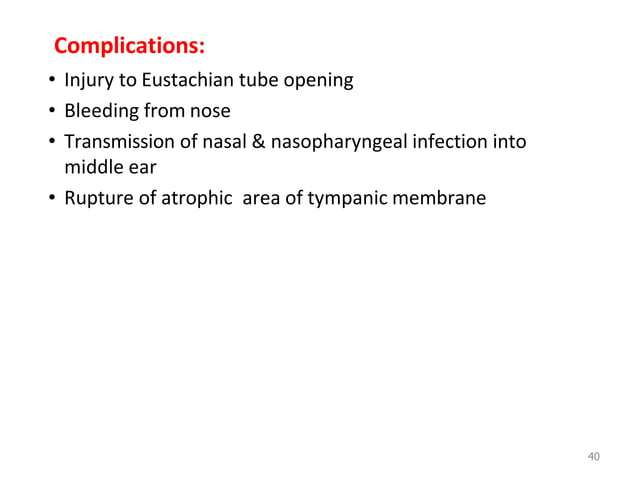 Complications:
• Injury to Eustachian tube opening
• Bleeding from nose
• Transmission of nasal & nasopharyngeal infection into
middle ear
• Rupture of atrophic  area of tympanic membrane
40